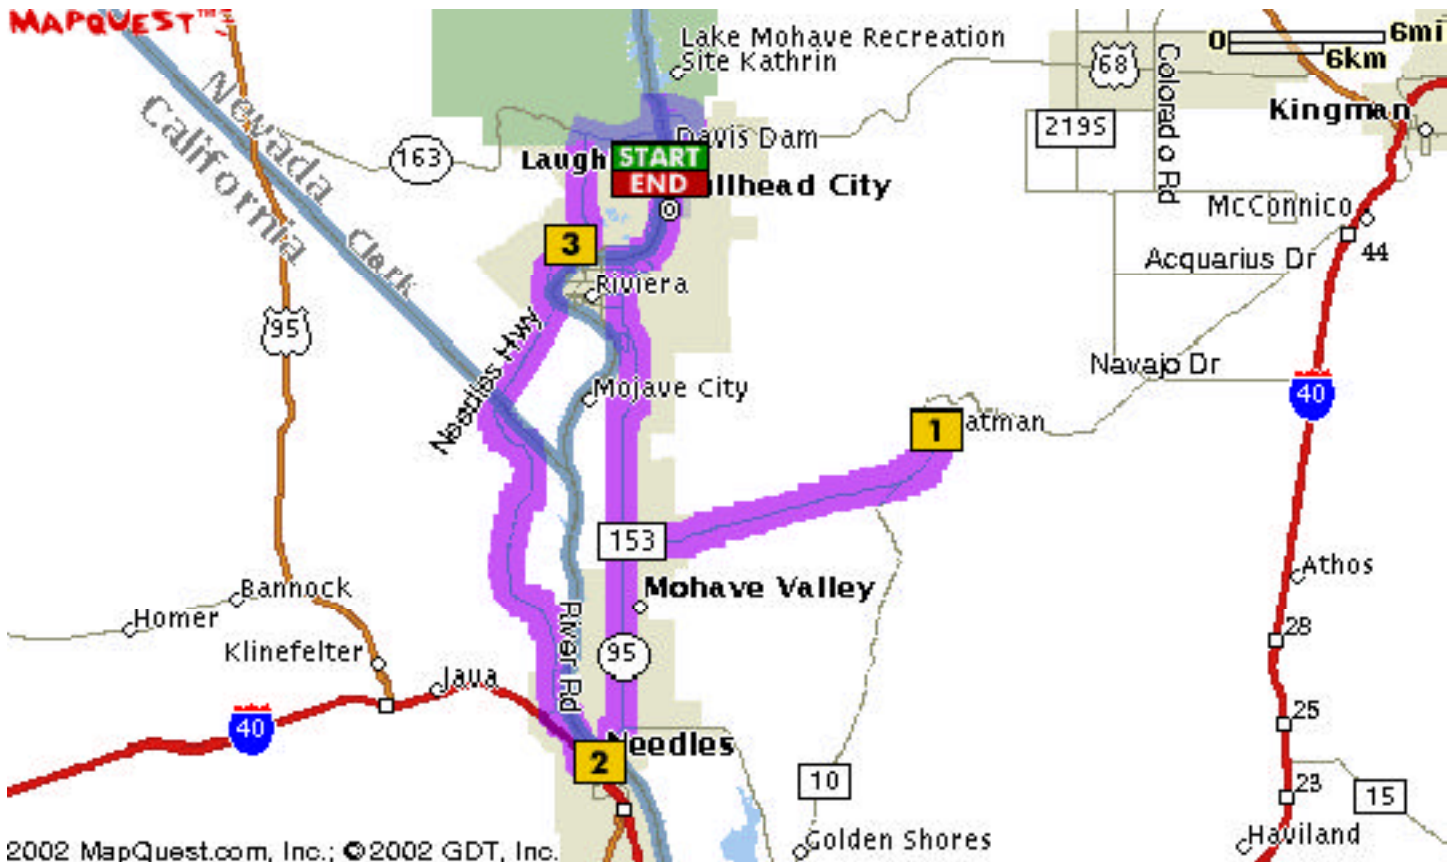 MAPQUEST™
Lake Mohave Recreation
Site Kathrin
0 6mi
6km
68
Colorado Rd
Kingman
219S
Nevada
California
Clark
163
Davis Dam
Laugh
START
END
llhead City
McConnico
44
Acquarius Dr
3
Riviera
95
Needles Hwy
Navajo Dr
Mojave City
40
1
atman
153
Athos
Bannock
Homer
Mohave Valley
28
River Rd
95
Klinefelter
Java
25
40
Needles
2
10
23
15
Golden Shores
Haviland
2002 MapQuest.com, Inc.; ©2002 GDT, Inc.